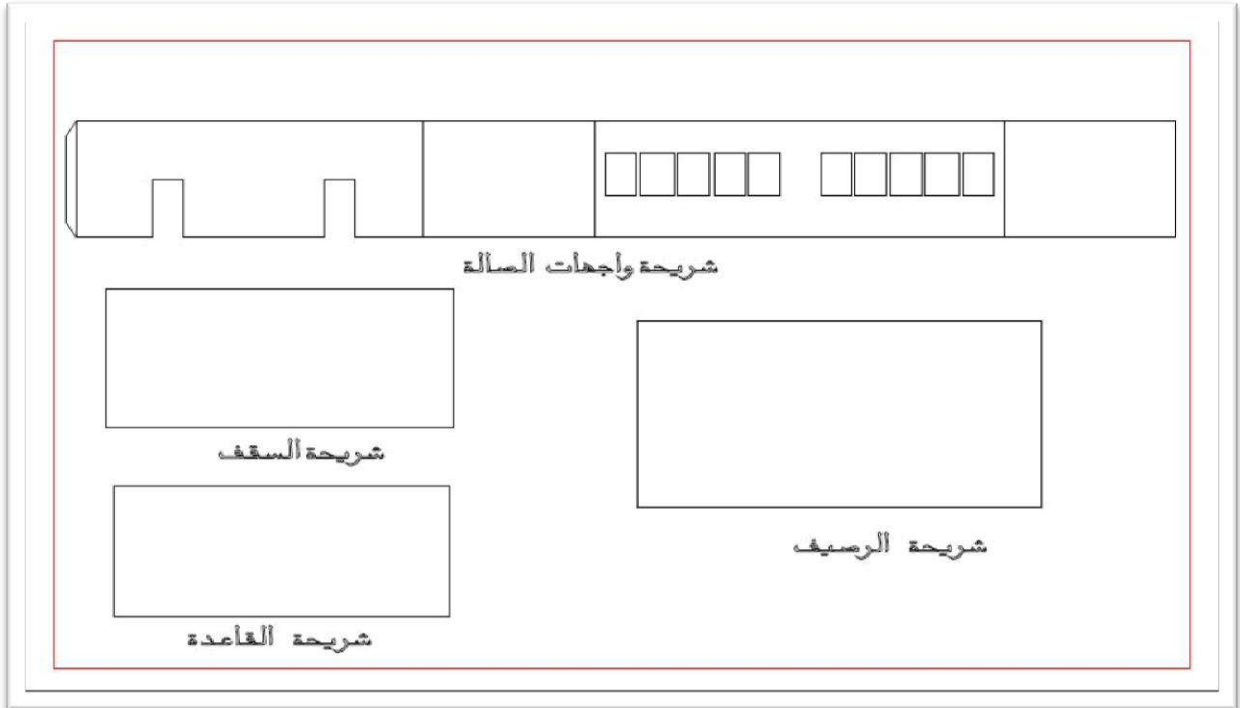 شريحة واجهات الصالة
شريحة السقف
شريحة الرصيف
شريحة القاعدة